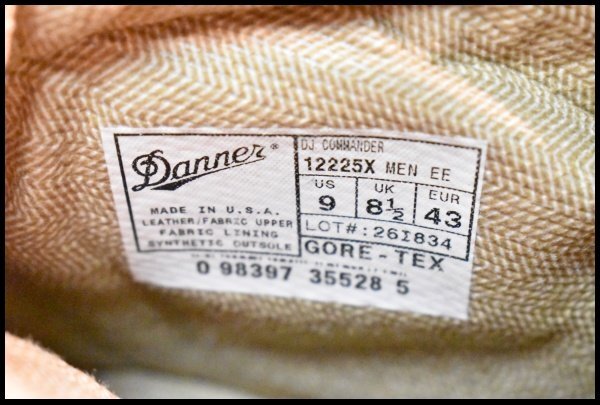 Danner®
MADE IN U.S.A.
LEATHER/FABRIC UPPER
FABRIC LINING
SYNTHETIC OUTSOLE
DJ COMMANDER
12225X MEN EE
US UK EUR
9 8½ 43
LOT#:261834
GORE-TEX
0 98397 35528 5